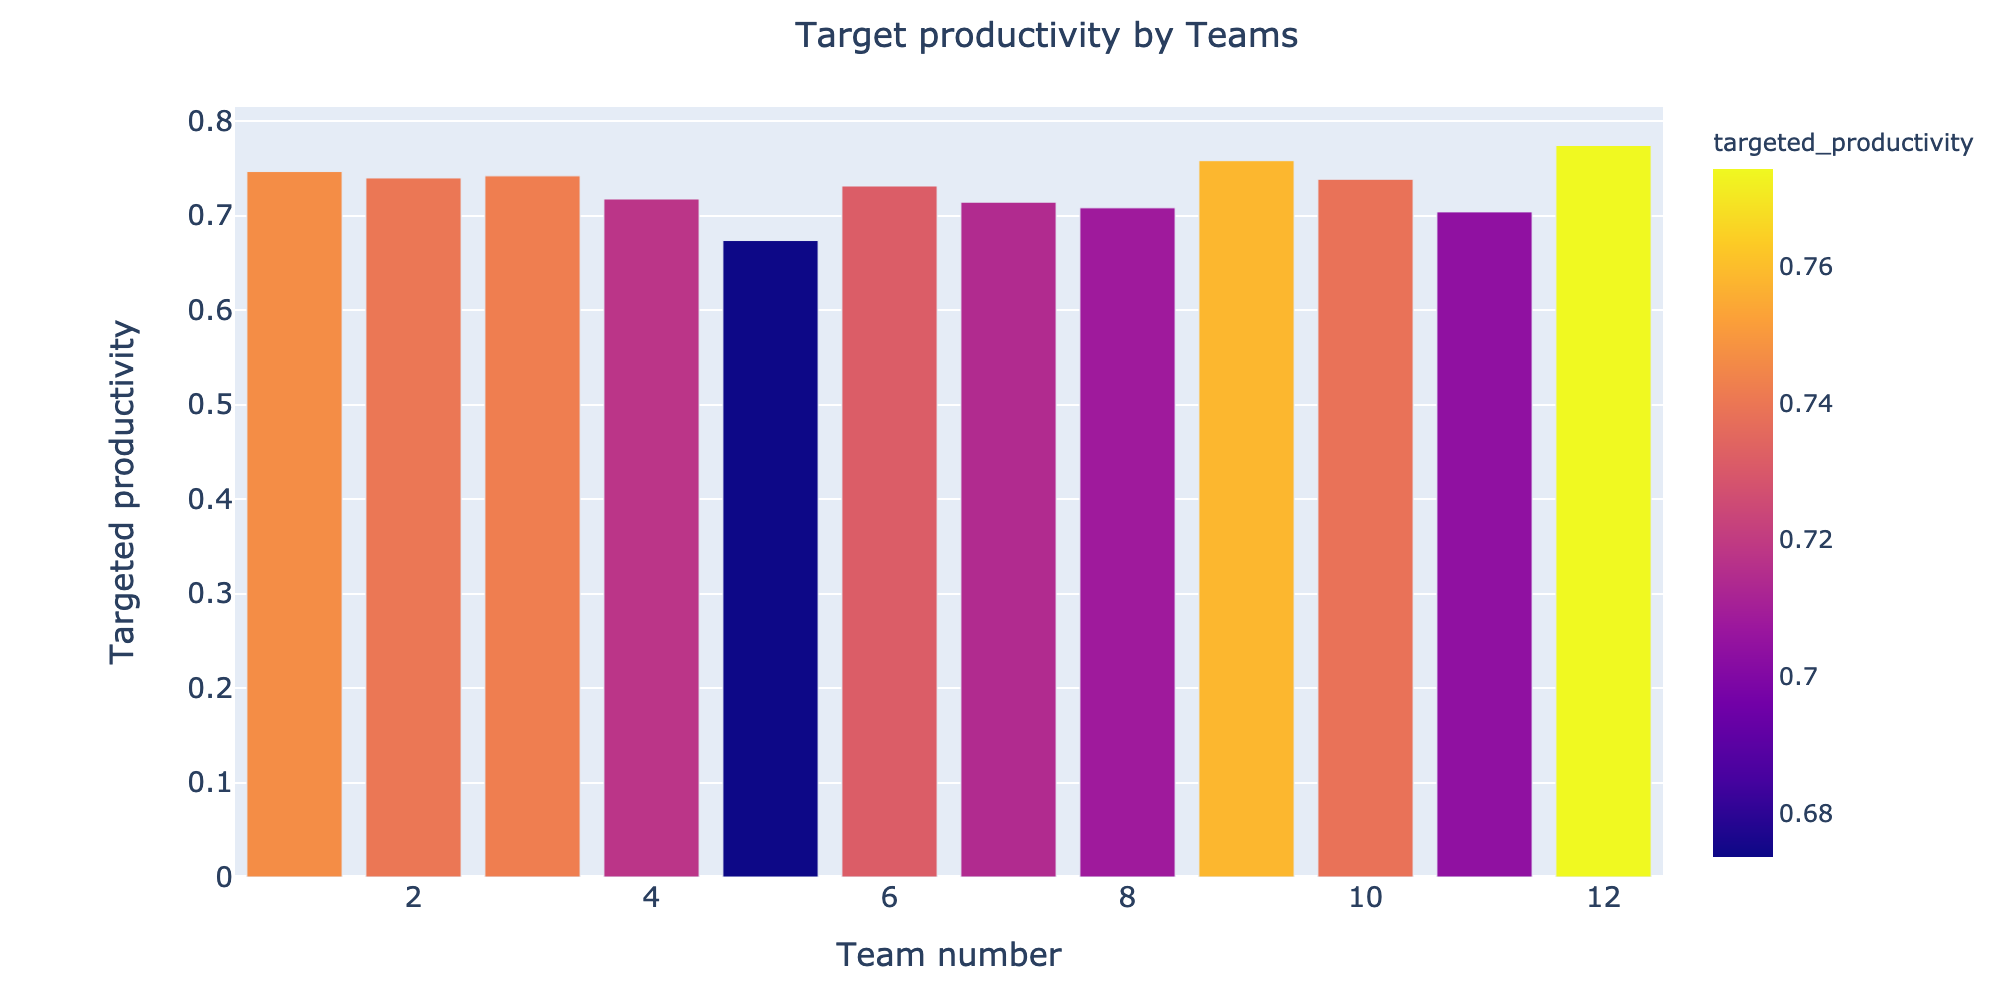 Target productivity by Teams
targeted_productivity
0.8
0.7
0.6
0.5
0.4
0.3
0.2
0.1
0
Targeted productivity
2 4 6 8 10 12
Team number
0.76
0.74
0.72
0.7
0.68